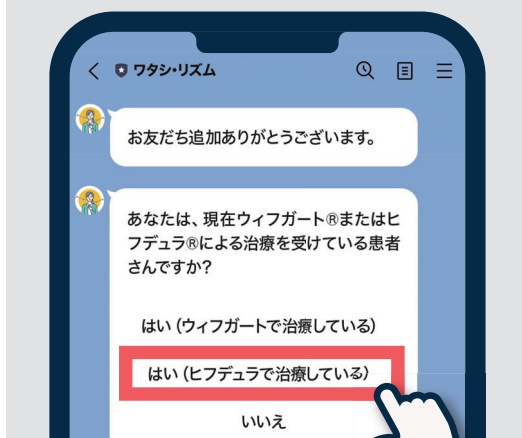 ワタシ・リズム
お友だち追加ありがとうございます。
あなたは、現在ウィフガート®またはヒ
フデュラ®による治療を受けている患者
さんですか?
はい(ウィフガートで治療している)
はい(ヒフデュラで治療している)
いいえ